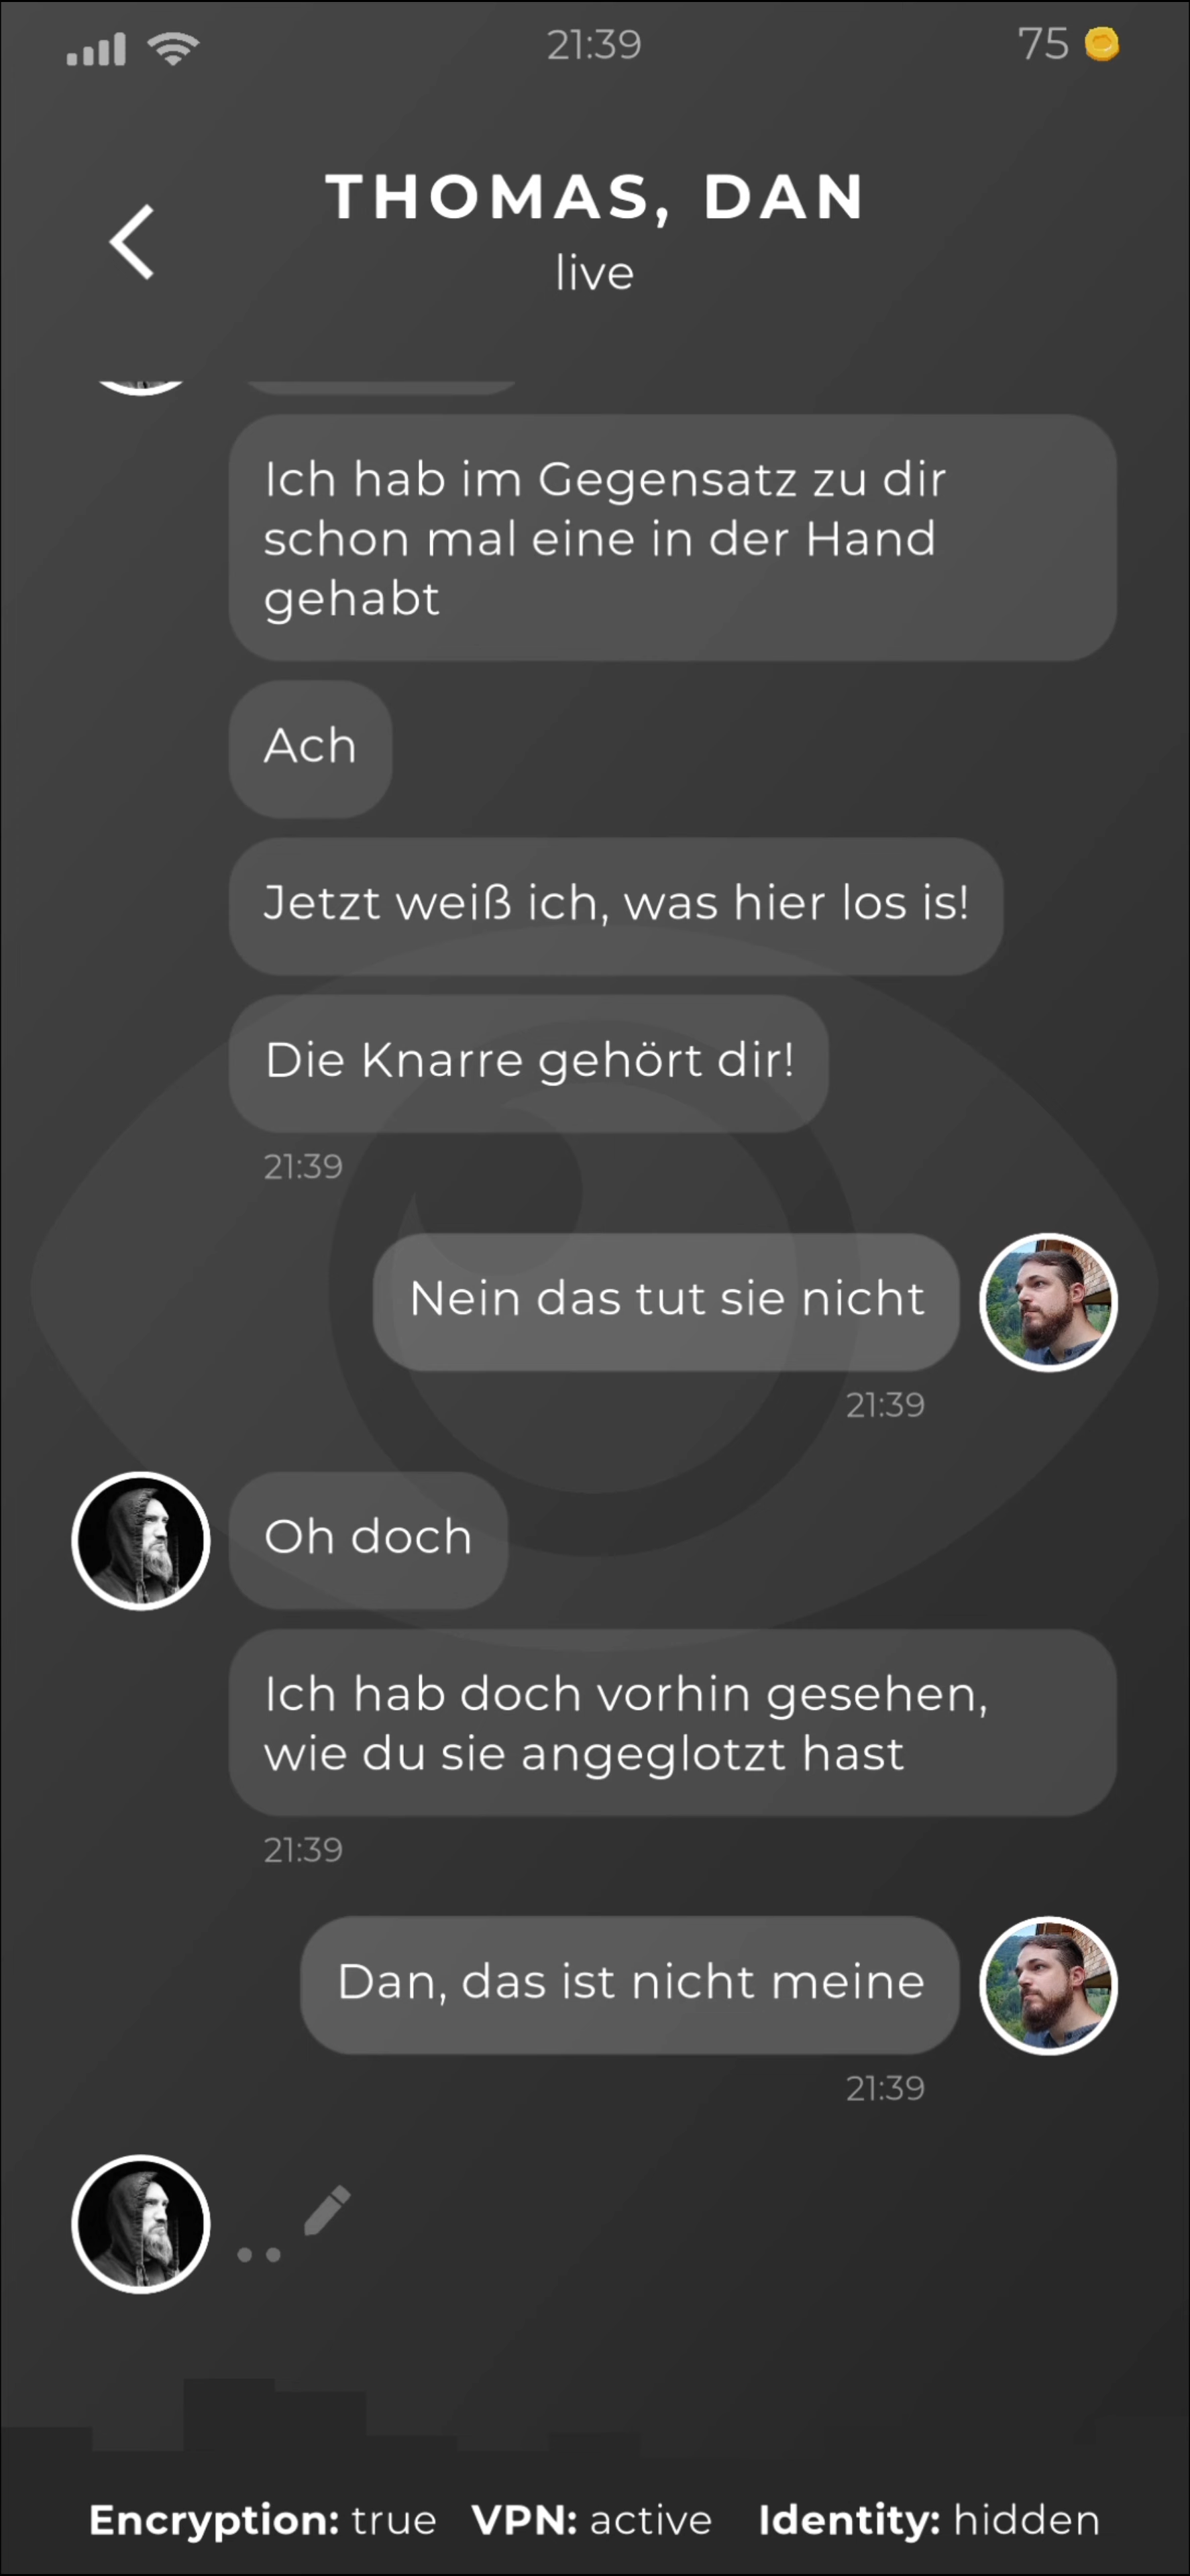 21:39
75
THOMAS, DAN
live
Ich hab im Gegensatz zu dir
schon mal eine in der Hand
gehabt
Ach
Jetzt weiß ich, was hier los is!
Die Knarre gehört dir!
21:39
Nein das tut sie nicht
21:39
Oh doch
Ich hab doch vorhin gesehen,
wie du sie angeglotzt hast
21:39
Dan, das ist nicht meine
21:39
Encryption: true VPN: active Identity: hidden